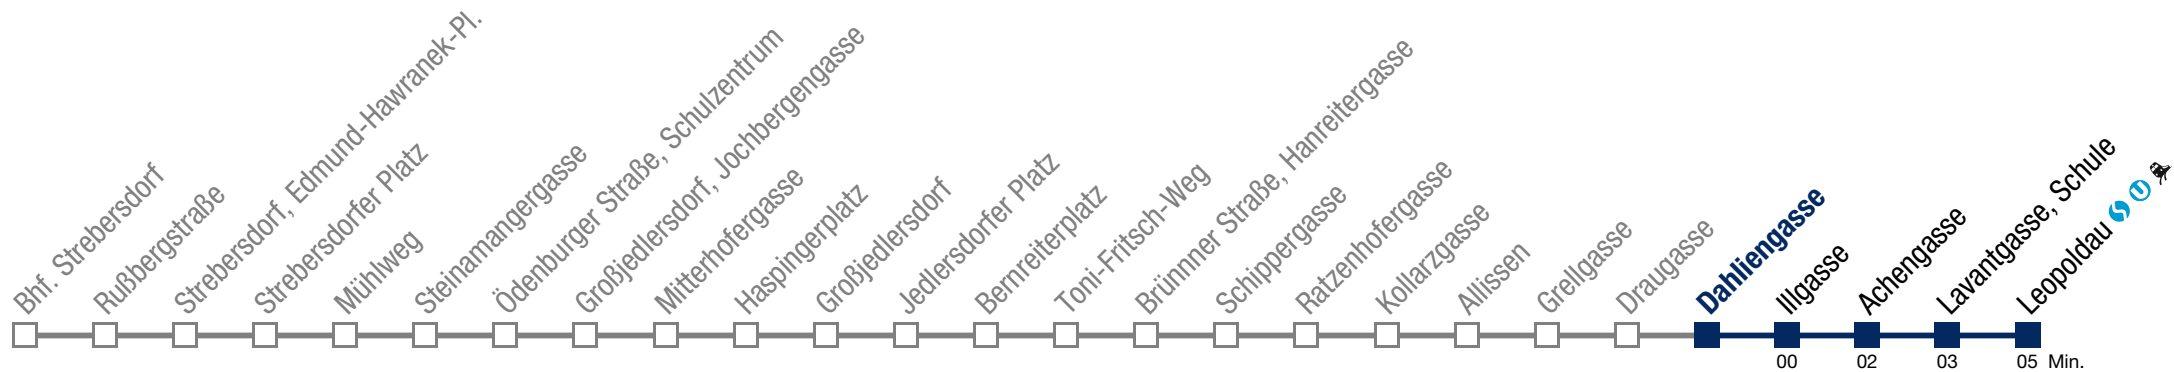 Bhf. Strebersdorf
Rußbergstraße
Strebersdorf, Edmund-Hawranek-Pl.
Strebersdorfer Platz
Mühlweg
Steinamangergasse
Ödenburger Straße, Schulzentrum
Großjedlersdorf, Jochbergengasse
Mitterhofergasse
Haspingerplatz
Großjedlersdorf
Jedlersdorfer Platz
Bernreiterplatz
Toni-Fritsch-Weg
Brünnner Straße, Hanreitergasse
Schippergasse
Ratzenhofergasse
Kollarzgasse
Allissen
Grellgasse
Draugasse
Dahliengasse
Illgasse
Achengasse
Lavantgasse, Schule
Leopoldau S U
00 02 03 05 Min.